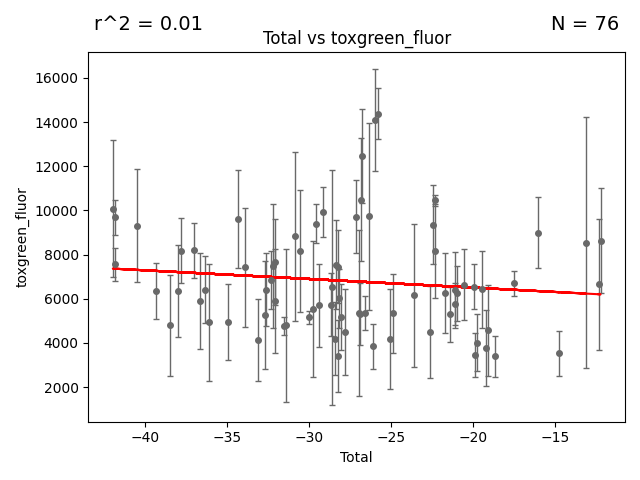 r^2 = 0.01
N = 76
Total vs toxgreen_fluor
16000
14000
12000
10000
8000
6000
4000
2000
toxgreen_fluor
−40
−35
−30
−25
−20
−15
Total